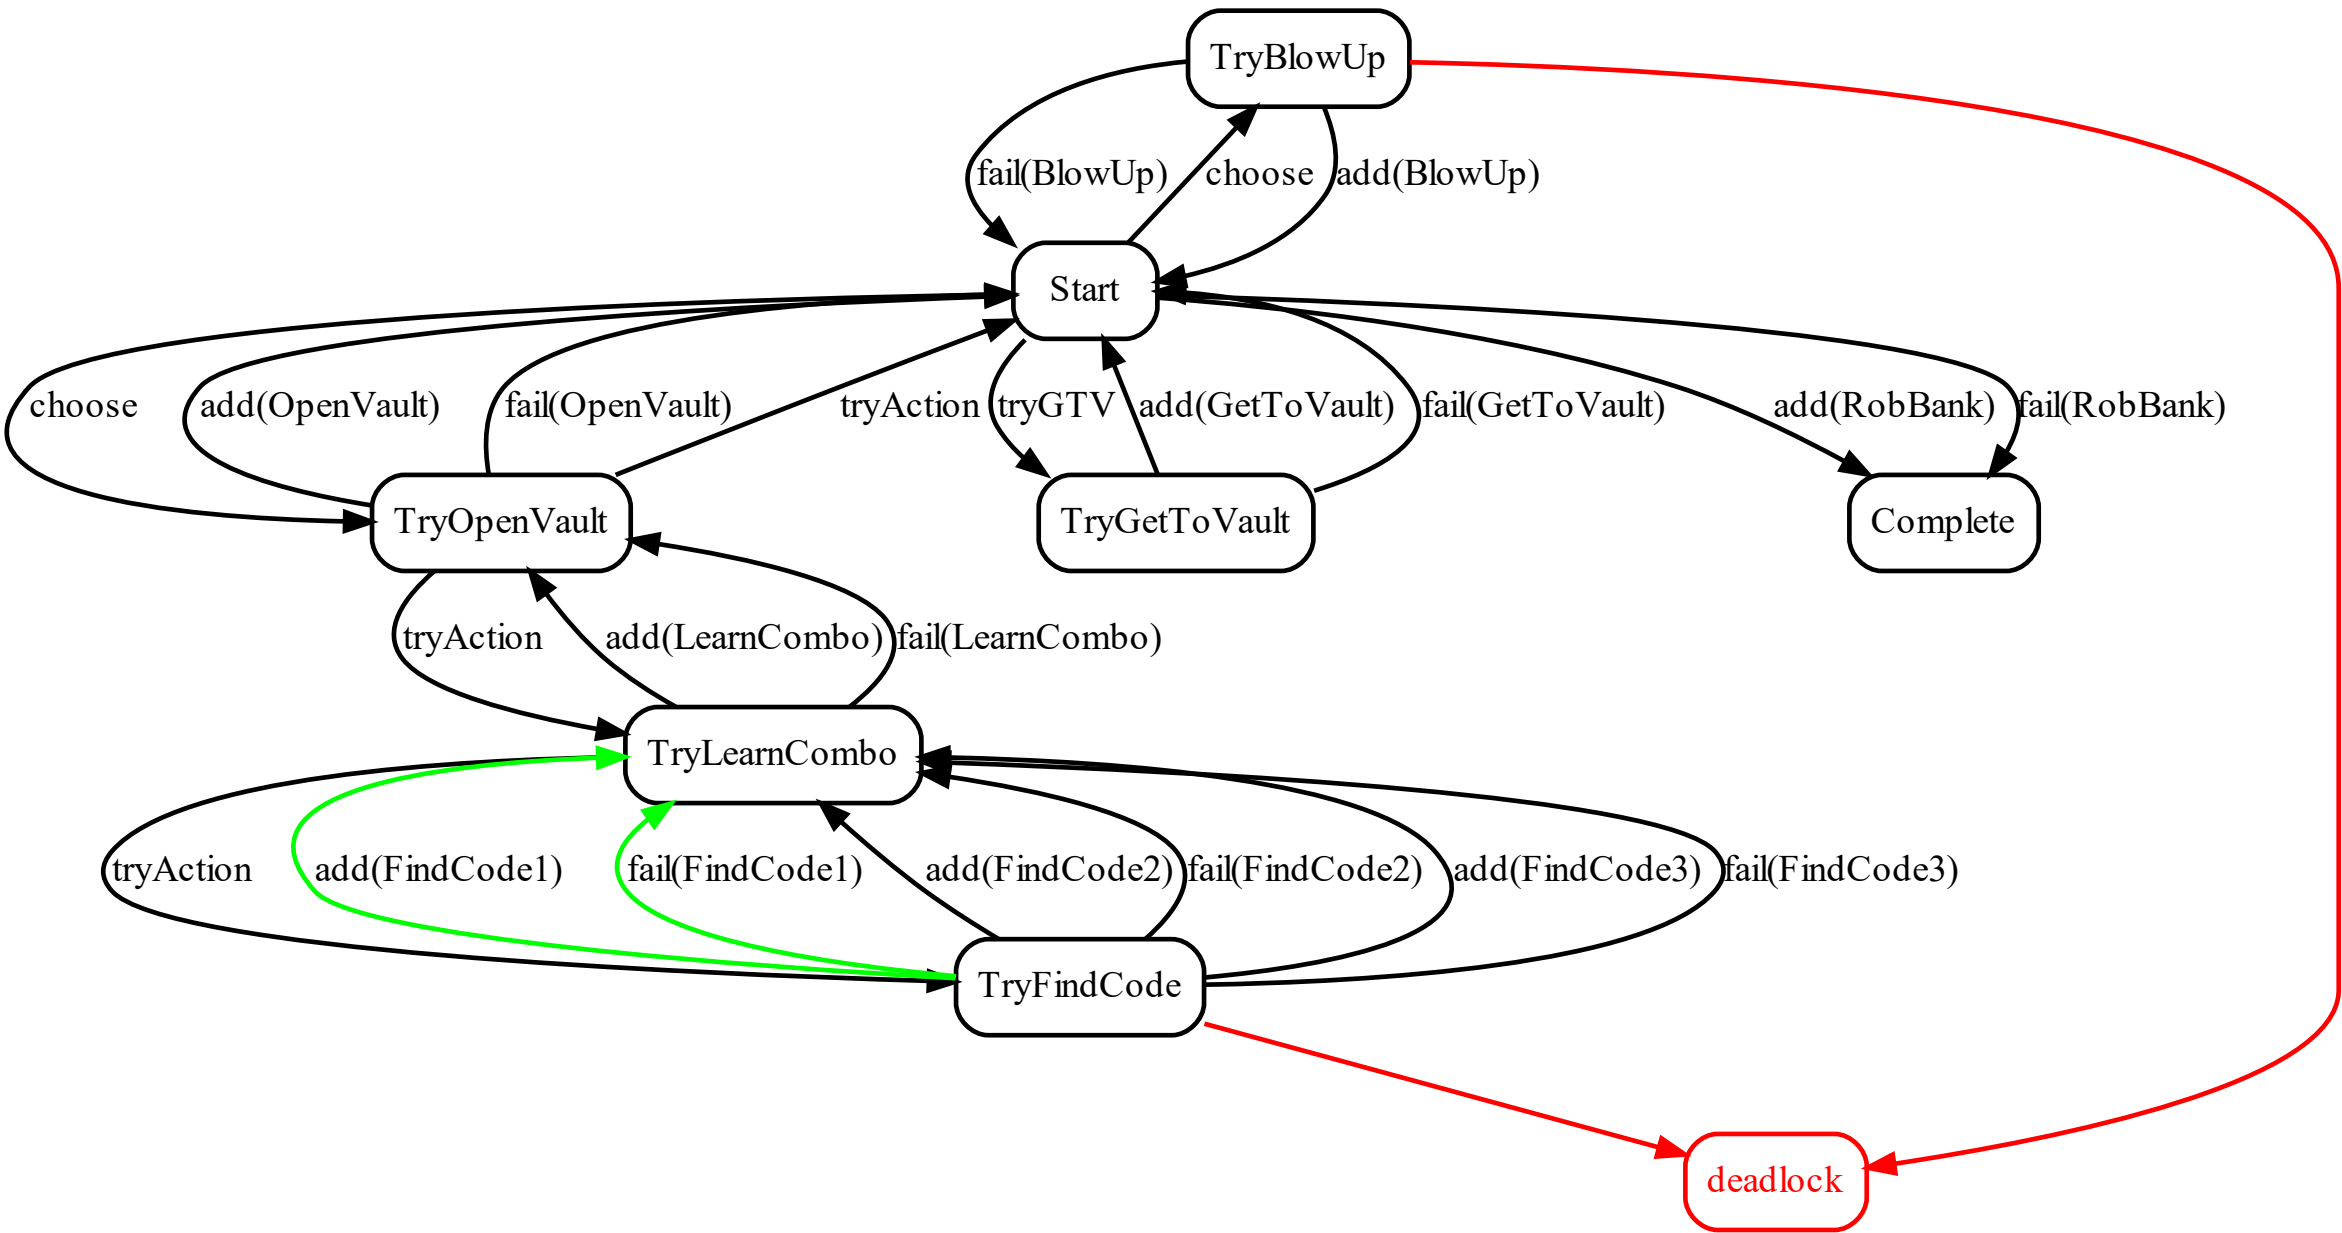 TryBlowUp
fail(BlowUp)
choose
add(BlowUp)
Start
choose
add(OpenVault)
fail(OpenVault)
tryAction
tryGTV
add(GetToVault)
fail(GetToVault)
add(RobBank)
fail(RobBank)
TryOpenVault
TryGetToVault
Complete
tryAction
add(LearnCombo)
fail(LearnCombo)
TryLearnCombo
tryAction
add(FindCode1)
fail(FindCode1)
add(FindCode2)
fail(FindCode2)
add(FindCode3)
fail(FindCode3)
TryFindCode
deadlock